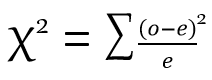 χ² = ∑ (o−e)² / e